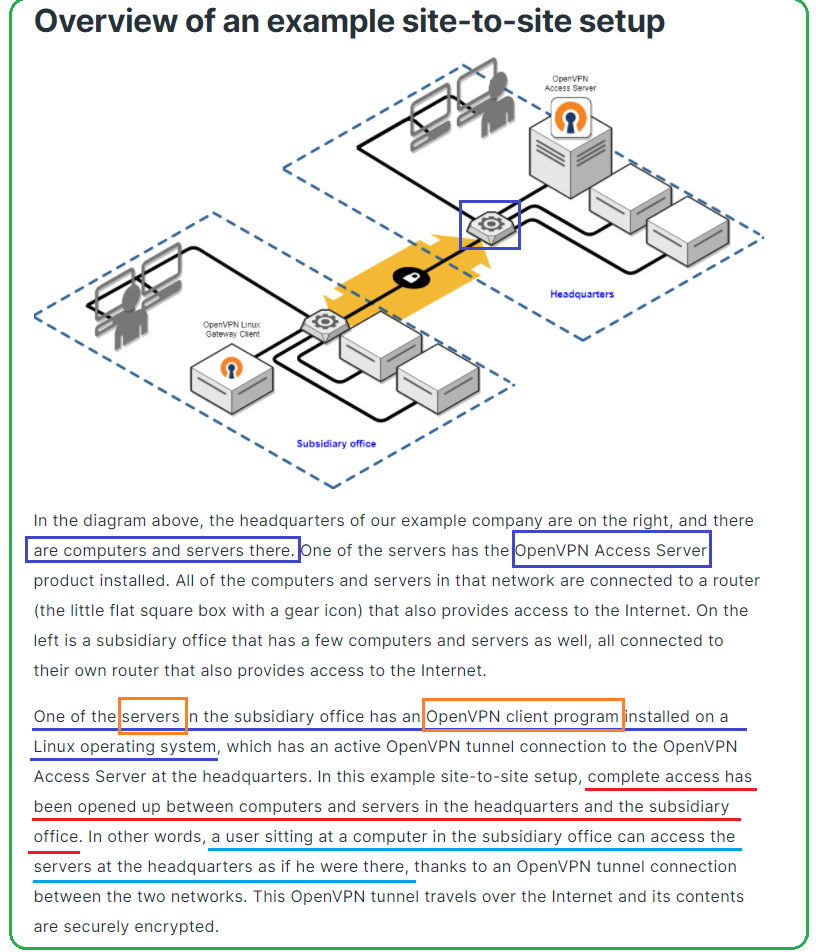 Overview of an example site-to-site setup
OpenVPN
Access Server
Headquarters
OpenVPN Linux
Gateway Client
Subsidiary office
In the diagram above, the headquarters of our example company are on the right, and there
are computers and servers there. One of the servers has the OpenVPN Access Server
product installed. All of the computers and servers in that network are connected to a router
(the little flat square box with a gear icon) that also provides access to the Internet. On the
left is a subsidiary office that has a few computers and servers as well, all connected to
their own router that also provides access to the Internet.
One of the servers in the subsidiary office has an OpenVPN client program installed on a
Linux operating system, which has an active OpenVPN tunnel connection to the OpenVPN
Access Server at the headquarters. In this example site-to-site setup, complete access has
been opened up between computers and servers in the headquarters and the subsidiary
office. In other words, a user sitting at a computer in the subsidiary office can access the
servers at the headquarters as if he were there, thanks to an OpenVPN tunnel connection
between the two networks. This OpenVPN tunnel travels over the Internet and its contents
are securely encrypted.